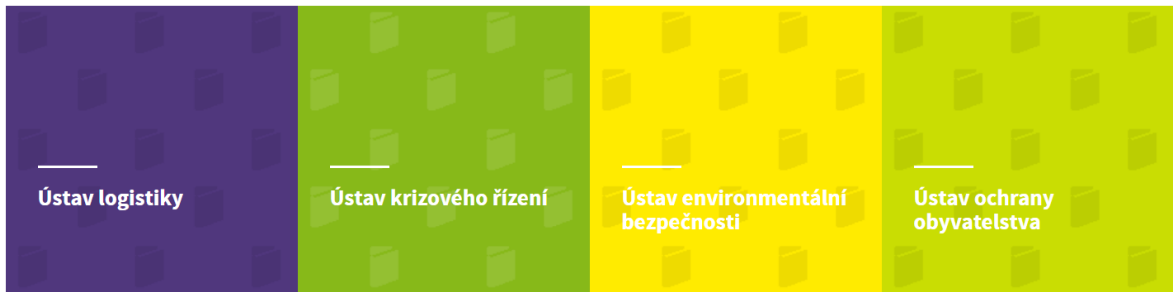 Ústav logistiky
Ústav krizového řízení
Ústav environmentální
bezpečnosti
Ústav ochrany
obyvatelstva